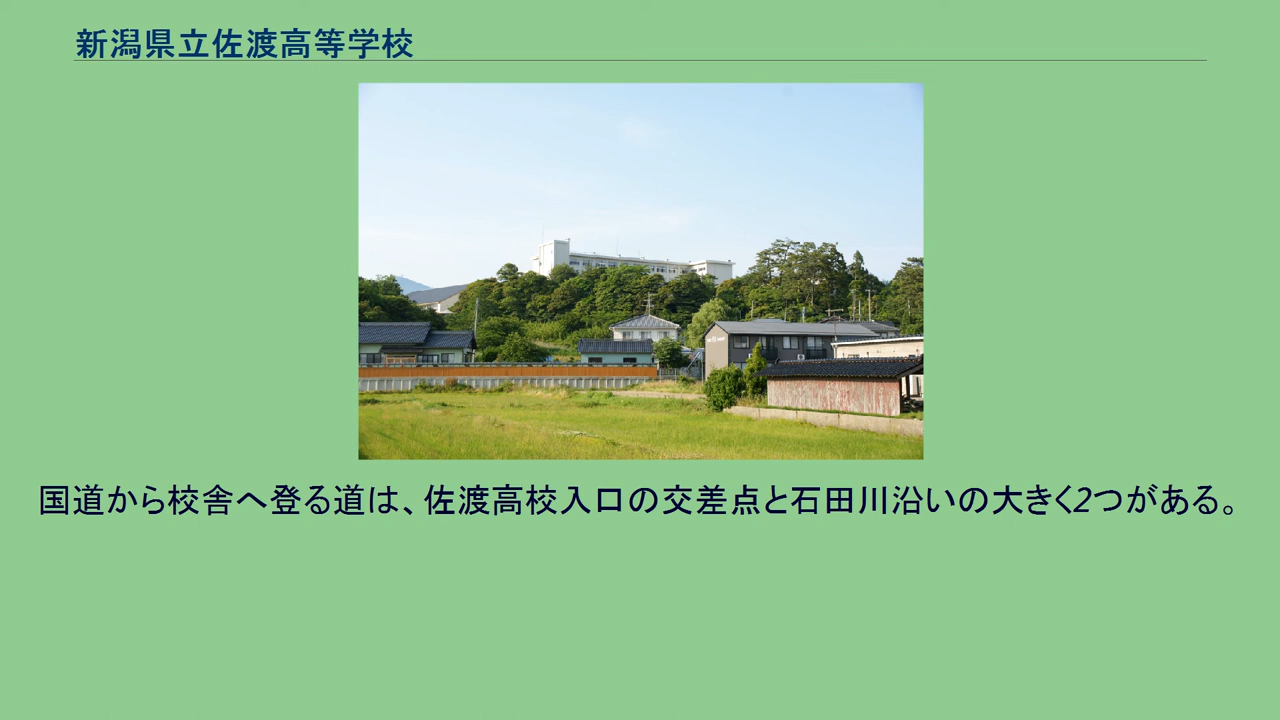 新潟県立佐渡高等学校
国道から校舎へ登る道は、佐渡高校入口の交差点と石田川沿いの大きく2つがある。